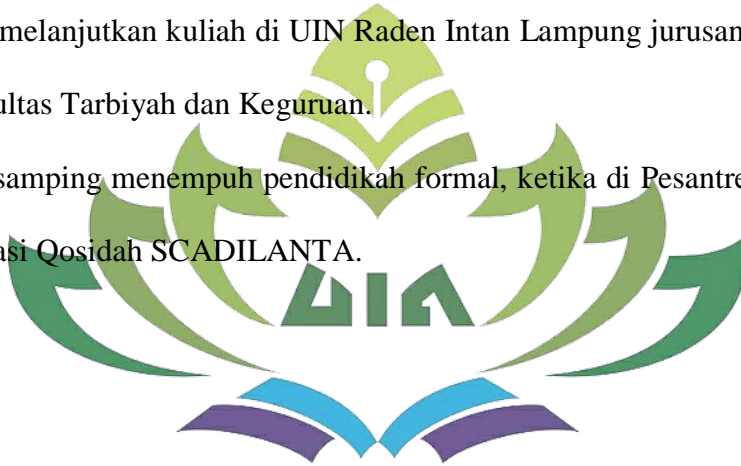 melanjutkan kuliah di UIN Raden Intan Lampung jurusan
ultas Tarbiyah dan Keguruan.
samping menempuh pendidikah formal, ketika di Pesantre
asi Qosidah SCADILANTA.
UIN